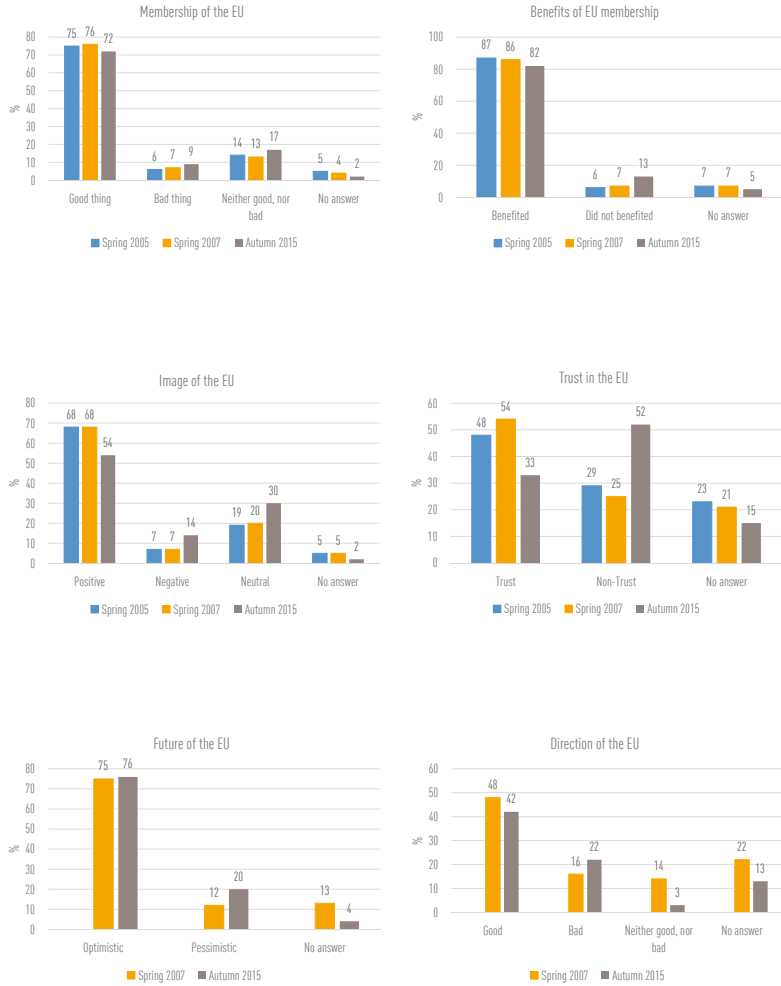 Membership of the EU
80
70
60
50
40
30
20
10
0
%
75 76 72
6 7 9
14 13 17
5 4 2
Good thing Bad thing Neither good, nor bad No answer
Spring 2005 Spring 2007 Autumn 2015
Benefits of EU membership
100
80
60
40
20
0
%
87 86 82
6 7 13
7 7 5
Benefited Did not benefited No answer
Spring 2005 Spring 2007 Autumn 2015
Image of the EU
80
70
60
50
40
30
20
10
0
%
68 68 54
7 7 14
19 20 30
5 5 2
Positive Negative Neutral No answer
Spring 2005 Spring 2007 Autumn 2015
Trust in the EU
60
50
40
30
20
10
0
%
48 54 33
29 25 52
23 21 15
Trust Non-Trust No answer
Spring 2005 Spring 2007 Autumn 2015
Future of the EU
80
70
60
50
40
30
20
10
0
%
75 76
12 20
13 4
Optimistic Pessimistic No answer
Spring 2007 Autumn 2015
Direction of the EU
60
50
40
30
20
10
0
%
48 42
16 22
14 3
22 13
Good Bad Neither good, nor bad No answer
Spring 2007 Autumn 2015